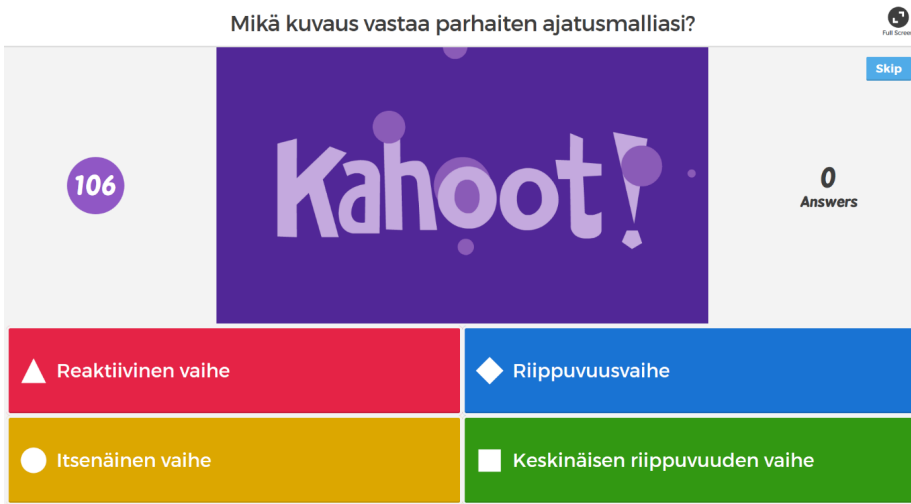 Mikä kuvaus vastaa parhaiten ajatusmalliasi?
Full Screen
Skip
Kahoot!
106
0
Answers
Reaktiivinen vaihe
Riippuvuusvaihe
Itsenäinen vaihe
Keskinäisen riippuvuuden vaihe